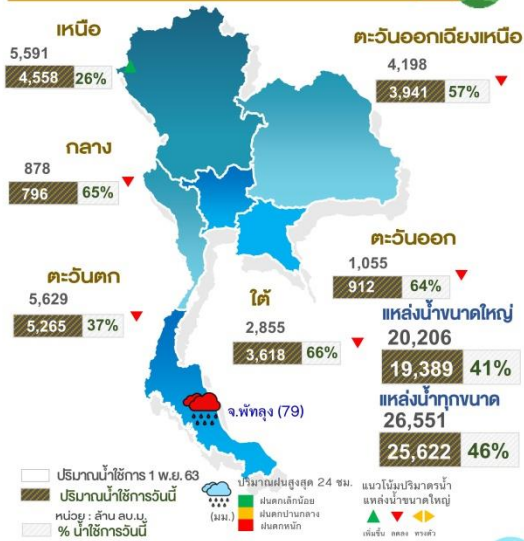 เหนือ
5,591
4,558 26%
ตะวันออกเฉียงเหนือ
4,198
3,941 57%
กลาง
878
796 65%
ตะวันออก
1,055
912 64%
ตะวันตก
5,629
5,265 37%
ใต้
2,855
3,618 66%
แหล่งน้ำขนาดใหญ่
20,206
19,389 41%
แหล่งน้ำทุกขนาด
26,551
25,622 46%
จ.พัทลุง (79)
ปริมาณน้ำใช้การ 1 พ.ย. 63
ปริมาณน้ำใช้การวันนี้
หน่วย : ล้าน ลบ.ม.
% น้ำใช้การวันนี้
ปริมาณฝนสูงสุด 24 ชม.
(มม.)
ฝนตกเล็กน้อย
ฝนตกปานกลาง
ฝนตกหนัก
แนวโน้มปริมาตรน้ำ
แหล่งน้ำขนาดใหญ่
เพิ่มขึ้น ลดลง ทรงตัว